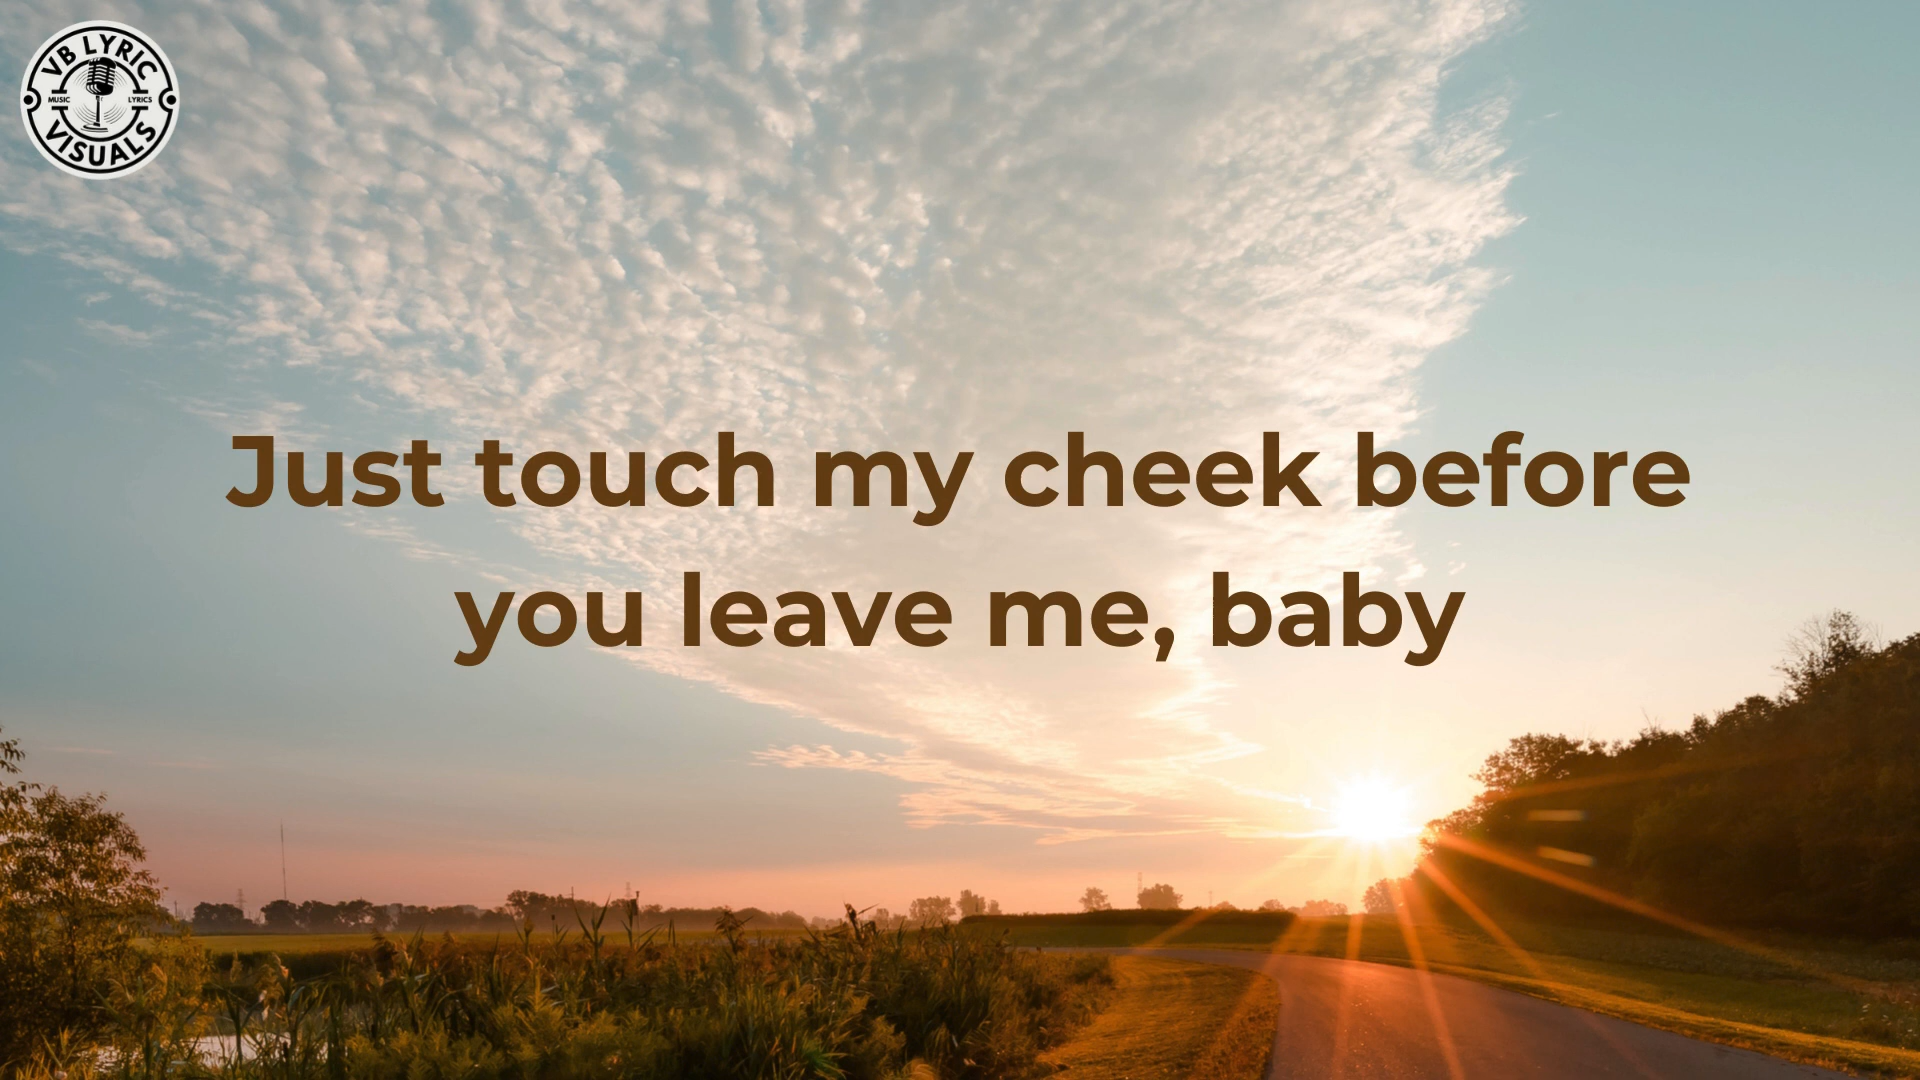 VB LYRIC
MUSIC LYRICS
VISUALS
Just touch my cheek before
you leave me, baby